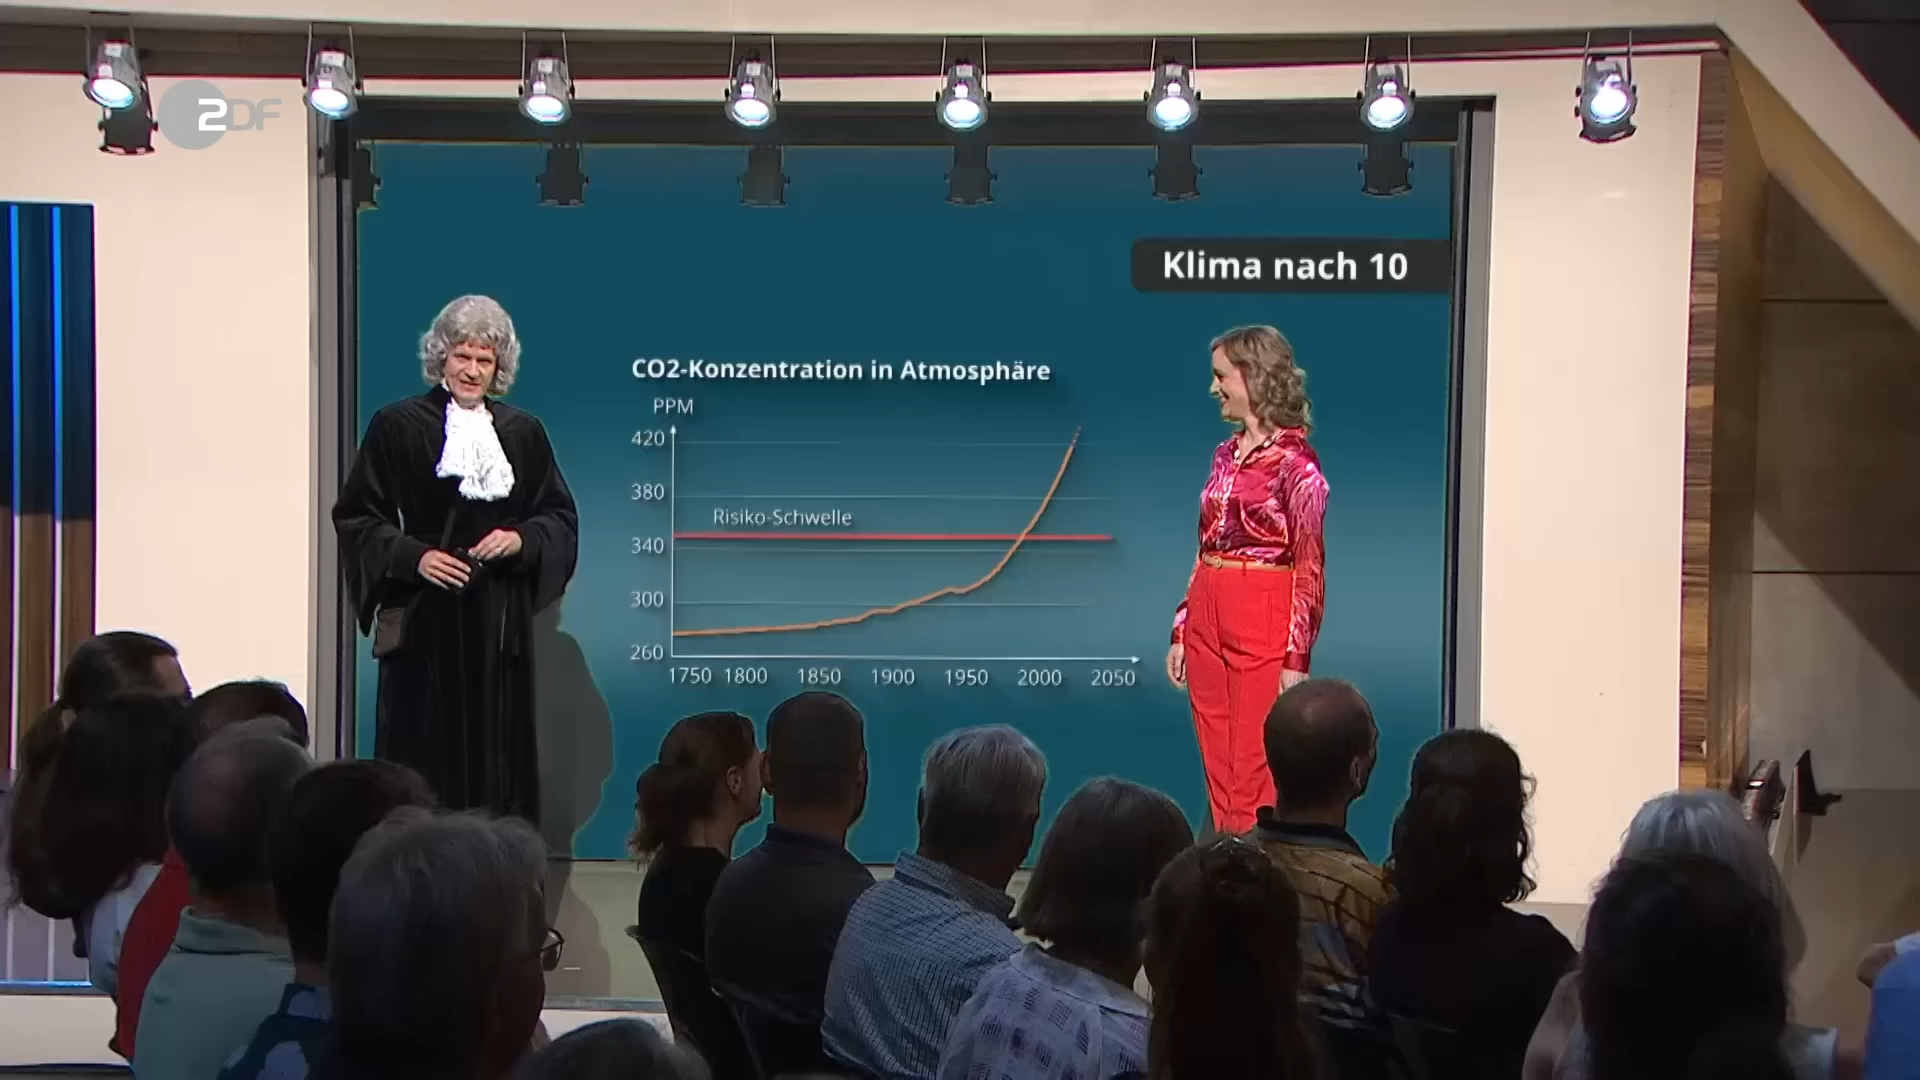 2DF
Klima nach 10
CO2-Konzentration in Atmosphäre
PPM
420
380
Risiko-Schwelle
340
300
260
1750 1800 1850 1900 1950 2000 2050